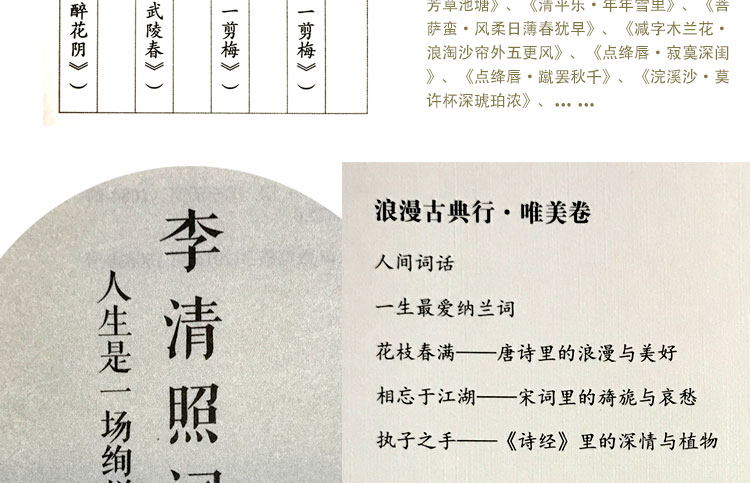 一剪梅》）
一剪梅》）
武陵春》）
醉花阴》）
芳草池塘》、《清平乐·年年雪里》、《菩
萨蛮·风柔日薄春犹早》、《减字木兰花·
浪淘沙帘外五更风》、《点绛唇·寂寞深闺
》、《点绛唇·蹴罢秋千》、《浣溪沙·莫
许杯深琥珀浓》、... ...
李清照词
人生是一场绚
浪漫古典行·唯美卷
人间词话
一生最爱纳兰词
花枝春满——唐诗里的浪漫与美好
相忘于江湖——宋词里的旖旎与哀愁
执子之手——《诗经》里的深情与植物